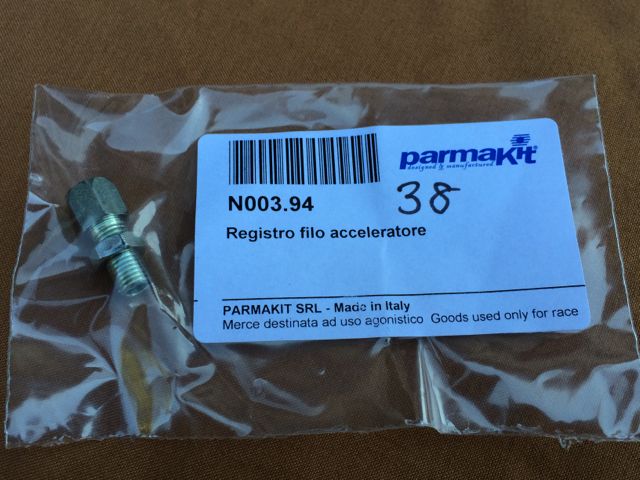 parmakit®
designed & manufactured
N003.94
38
Registro filo acceleratore
PARMAKIT SRL - Made in Italy
Merce destinata ad uso agonistico Goods used only for race